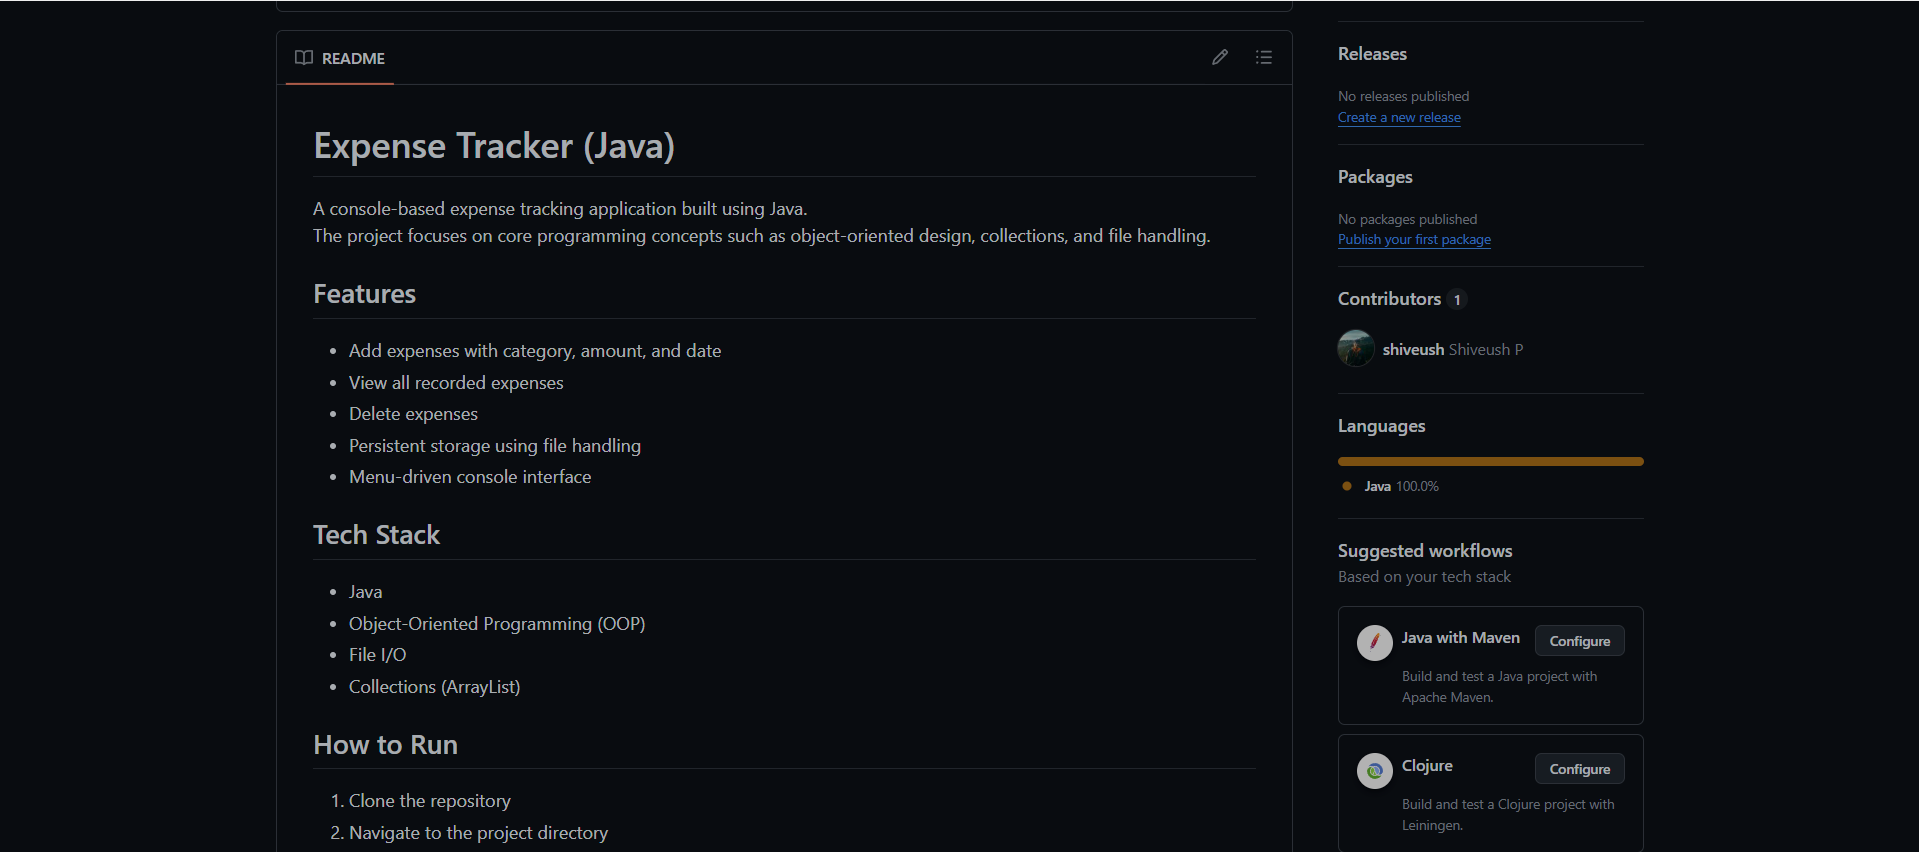 README
Expense Tracker (Java)
A console-based expense tracking application built using Java.
The project focuses on core programming concepts such as object-oriented design, collections, and file handling.
Features
• Add expenses with category, amount, and date
• View all recorded expenses
• Delete expenses
• Persistent storage using file handling
• Menu-driven console interface
Tech Stack
• Java
• Object-Oriented Programming (OOP)
• File I/O
• Collections (ArrayList)
How to Run
1. Clone the repository
2. Navigate to the project directory
Releases
No releases published
Create a new release
Packages
No packages published
Publish your first package
Contributors 1
shiveush Shiveush P
Languages
Java 100.0%
Suggested workflows
Based on your tech stack
Java with Maven
Configure
Build and test a Java project with
Apache Maven.
Clojure
Configure
Build and test a Clojure project with
Leiningen.